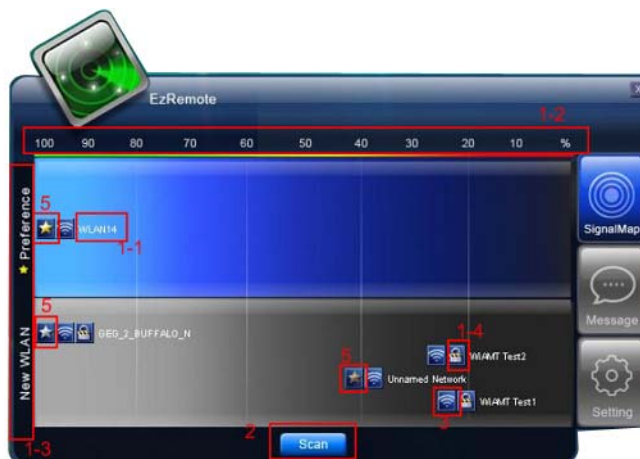 EzRemote
X
1-2
100 90 80 70 60 50 40 30 20 10 %
5
Preference
WLAN14
1-1
SignalMap
5
New WLAN
GEG_2_BUFFALO_N
1-4
WIAMT Test2
5
Unnamed Network
WIAMT Test1
3
Message
Setting
1-3
2
Scan